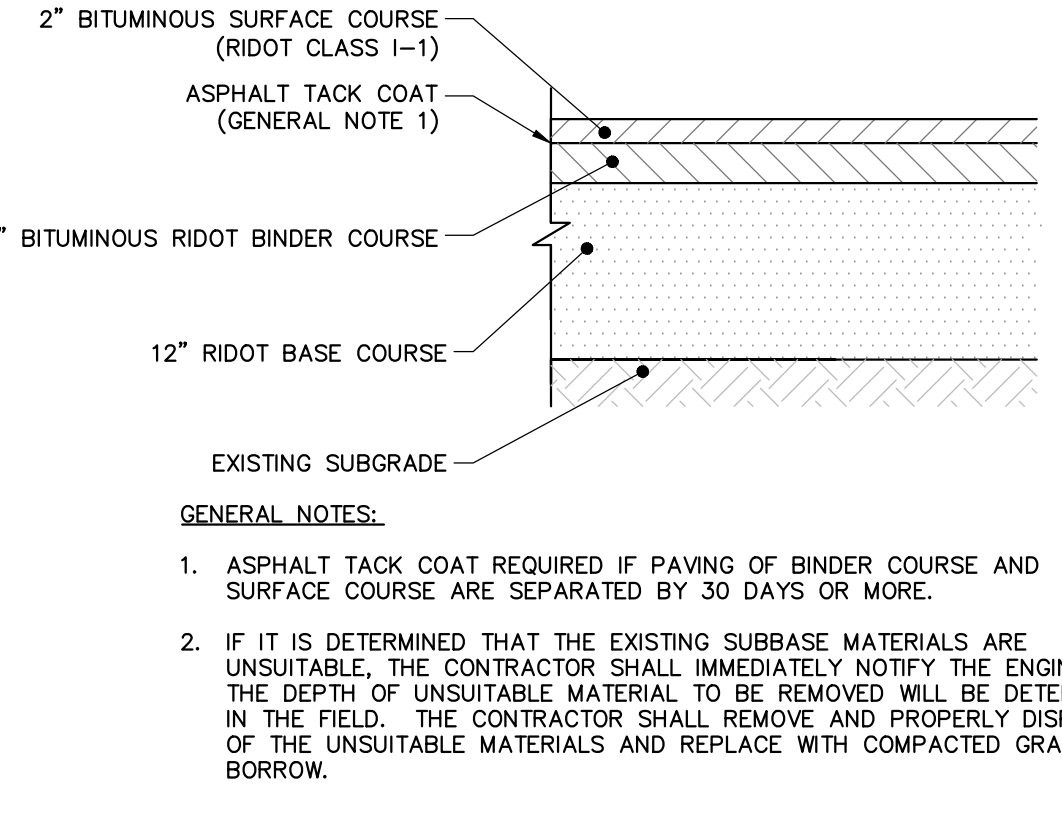 2” BITUMINOUS SURFACE COURSE
(RIDOT CLASS I–1)
ASPHALT TACK COAT
(GENERAL NOTE 1)
” BITUMINOUS RIDOT BINDER COURSE
12” RIDOT BASE COURSE
EXISTING SUBGRADE
GENERAL NOTES:
1. ASPHALT TACK COAT REQUIRED IF PAVING OF BINDER COURSE AND
SURFACE COURSE ARE SEPARATED BY 30 DAYS OR MORE.
2. IF IT IS DETERMINED THAT THE EXISTING SUBBASE MATERIALS ARE
UNSUITABLE, THE CONTRACTOR SHALL IMMEDIATELY NOTIFY THE
THE DEPTH OF UNSUITABLE MATERIAL TO BE REMOVED WILL BE
IN THE FIELD. THE CONTRACTOR SHALL REMOVE AND PROPERLY
OF THE UNSUITABLE MATERIALS AND REPLACE WITH COMPACTED
BORROW.